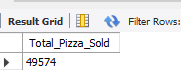 Result Grid Filter Rows:
Total_Pizza_Sold
49574